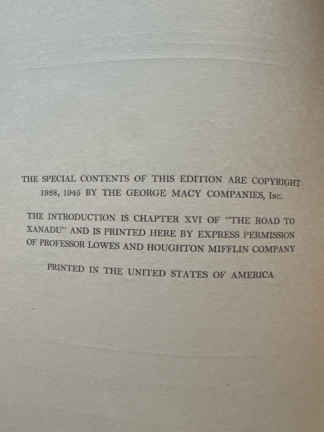 THE SPECIAL CONTENTS OF THIS EDITION ARE COPYRIGHT
1938, 1945 BY THE GEORGE MACY COMPANIES, Inc.
THE INTRODUCTION IS CHAPTER XVI OF "THE ROAD TO
XANADU" AND IS PRINTED HERE BY EXPRESS PERMISSION
OF PROFESSOR LOWES AND HOUGHTON MIFFLIN COMPANY
PRINTED IN THE UNITED STATES OF AMERICA